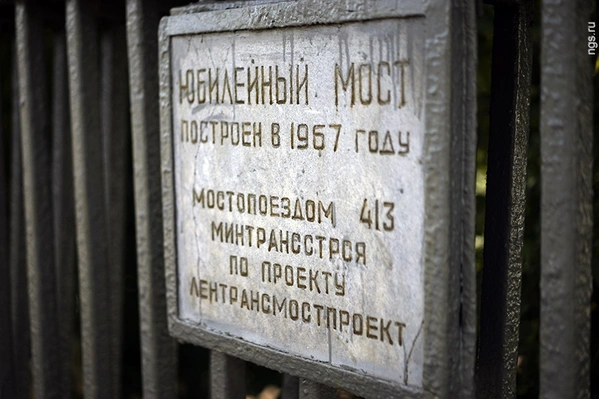 ЮБИЛЕЙНЫЙ МОСТ
ПОСТРОЕН В 1967 ГОДУ
МОСТОПОЕЗДОМ 413
МИНТРАНССТРОЯ
ПО ПРОЕКТУ
ЛЕНТРАНСМОСТПРОЕКТ
ngs.ru